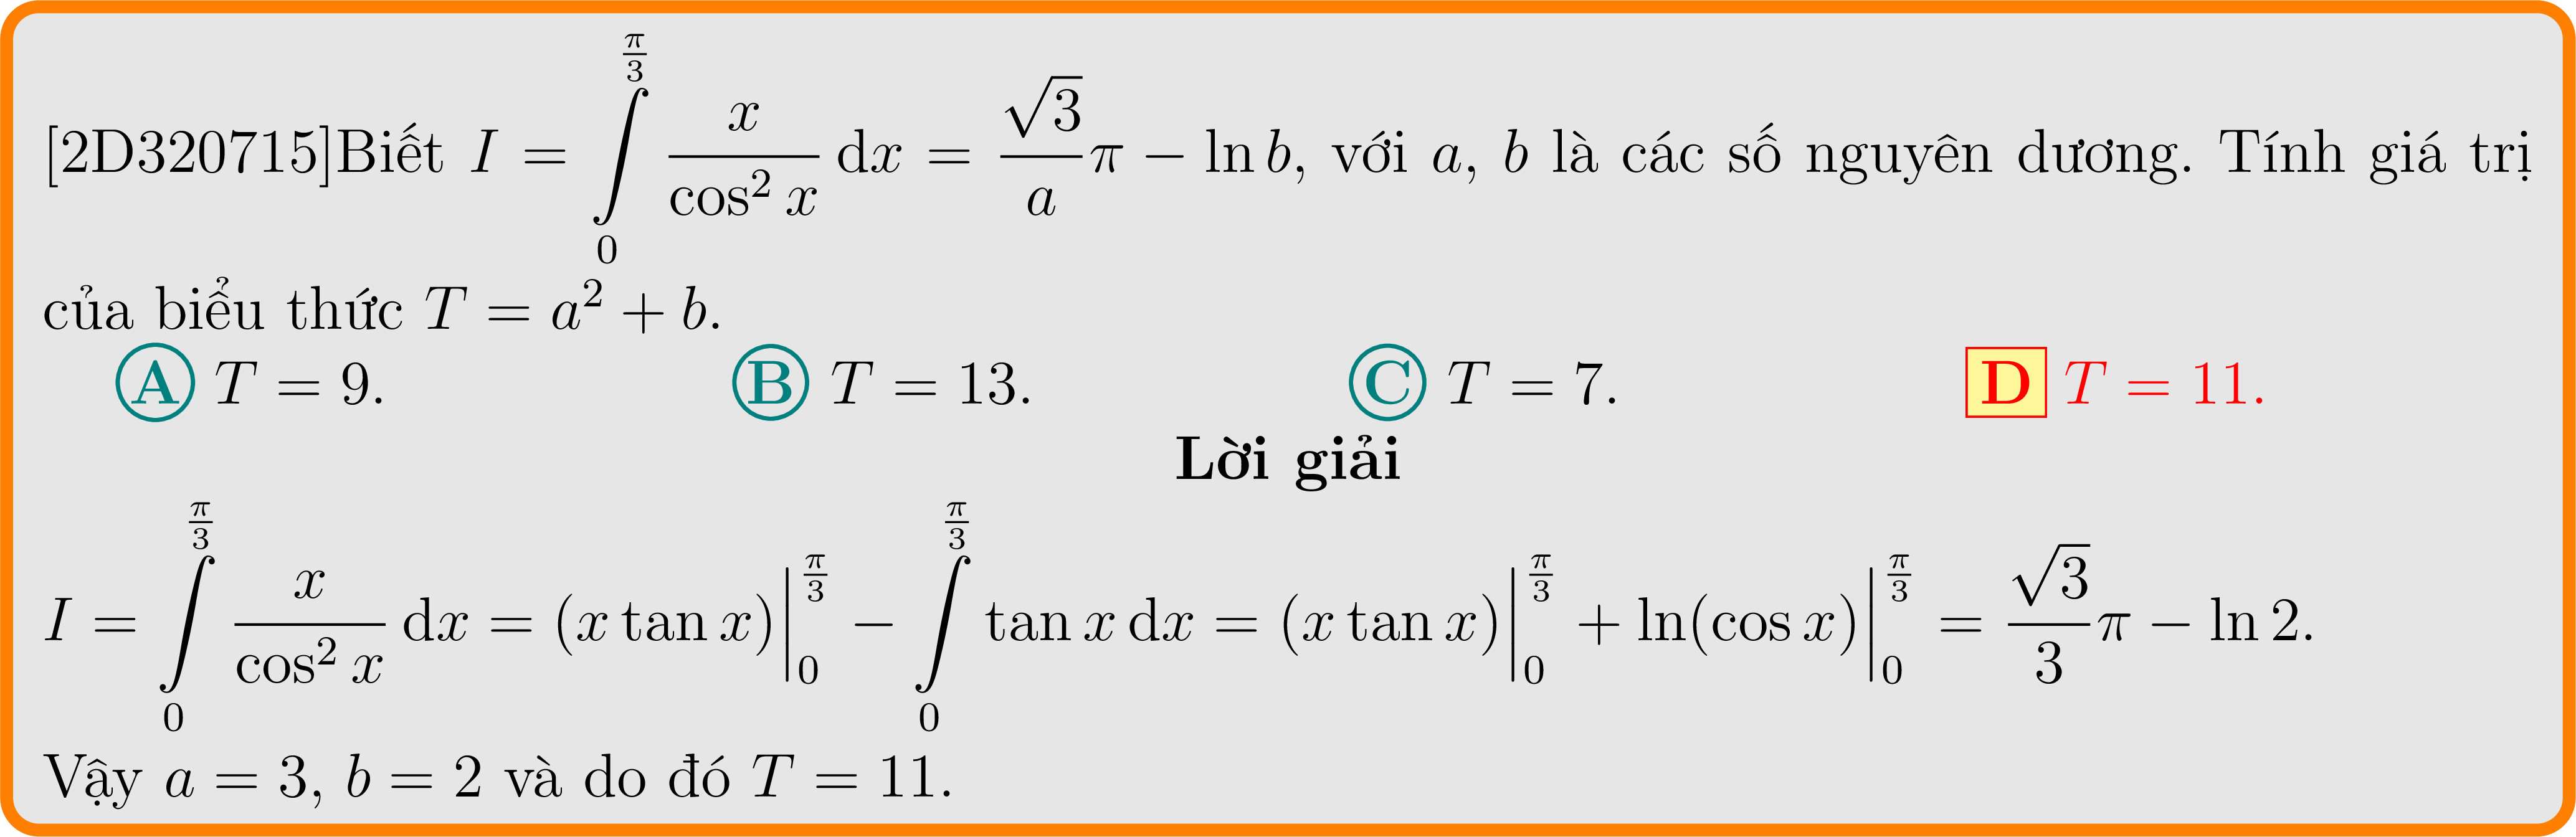 [2D320715]Biết $I = \int\limits_0^{\frac{\pi}{3}} \frac{x}{\cos^2 x} \, \mathrm{d}x = \frac{\sqrt{3}}{a}\pi - \ln b$, với $a$, $b$ là các số nguyên dương. Tính giá trị
của biểu thức $T = a^2 + b$.
Ⓐ $T = 9$. Ⓑ $T = 13$. Ⓒ $T = 7$. D $T = 11$.
Lời giải
$I = \int\limits_0^{\frac{\pi}{3}} \frac{x}{\cos^2 x} \, \mathrm{d}x = (x \tan x)\Big|_0^{\frac{\pi}{3}} - \int\limits_0^{\frac{\pi}{3}} \tan x \, \mathrm{d}x = (x \tan x)\Big|_0^{\frac{\pi}{3}} + \ln(\cos x)\Big|_0^{\frac{\pi}{3}} = \frac{\sqrt{3}}{3}\pi - \ln 2$.
Vậy $a = 3$, $b = 2$ và do đó $T = 11$.